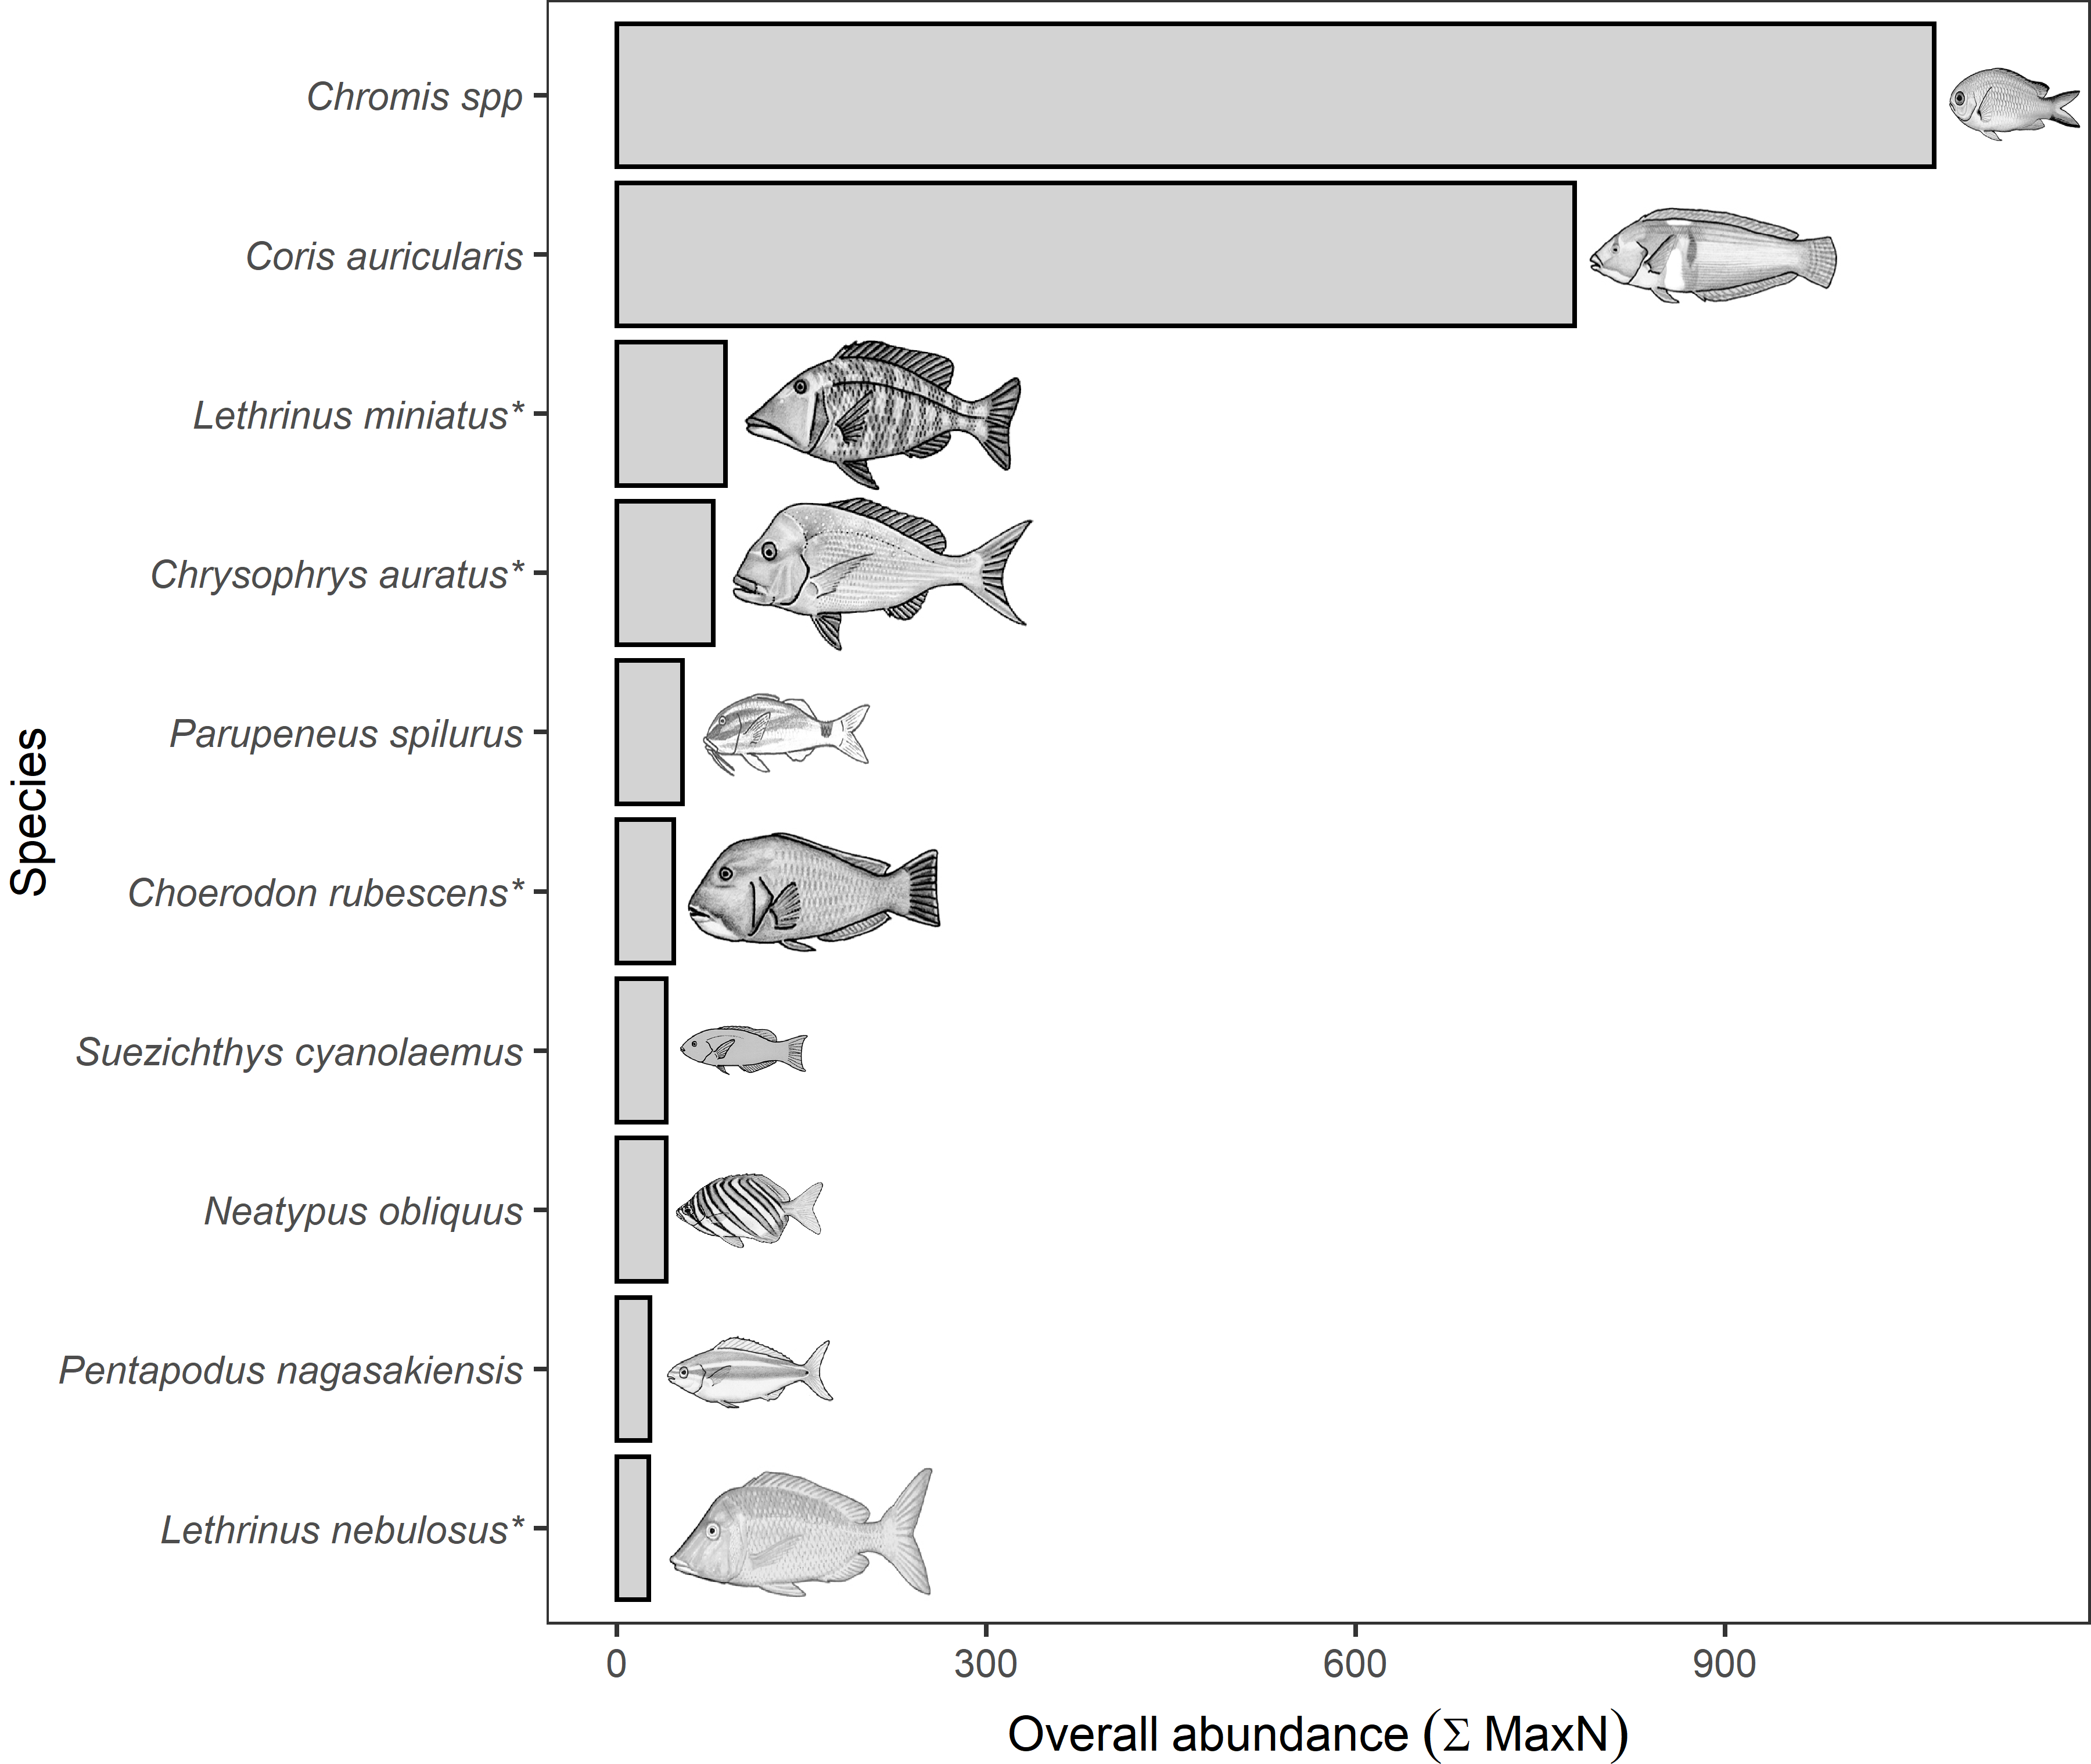 Chromis spp
Coris auricularis
Lethrinus miniatus*
Chrysophrys auratus*
Parupeneus spilurus
Choerodon rubescens*
Suezichthys cyanolaemus
Neatypus obliquus
Pentapodus nagasakiensis
Lethrinus nebulosus*
Species
0 300 600 900
Overall abundance (Σ MaxN)